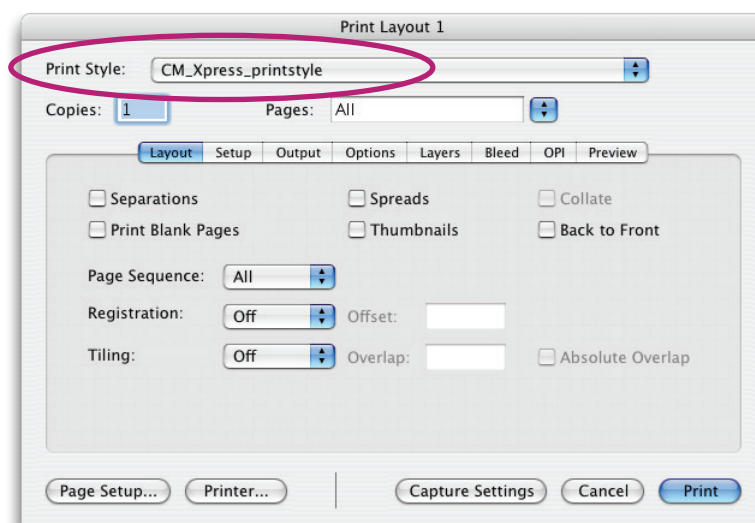 Print Layout 1
Print Style: CM_Xpress_printstyle
Copies: 1 Pages: All
Layout Setup Output Options Layers Bleed OPI Preview
Separations Spreads Collate
Print Blank Pages Thumbnails Back to Front
Page Sequence: All
Registration: Off Offset:
Tiling: Off Overlap: Absolute Overlap
Page Setup... Printer... Capture Settings Cancel Print